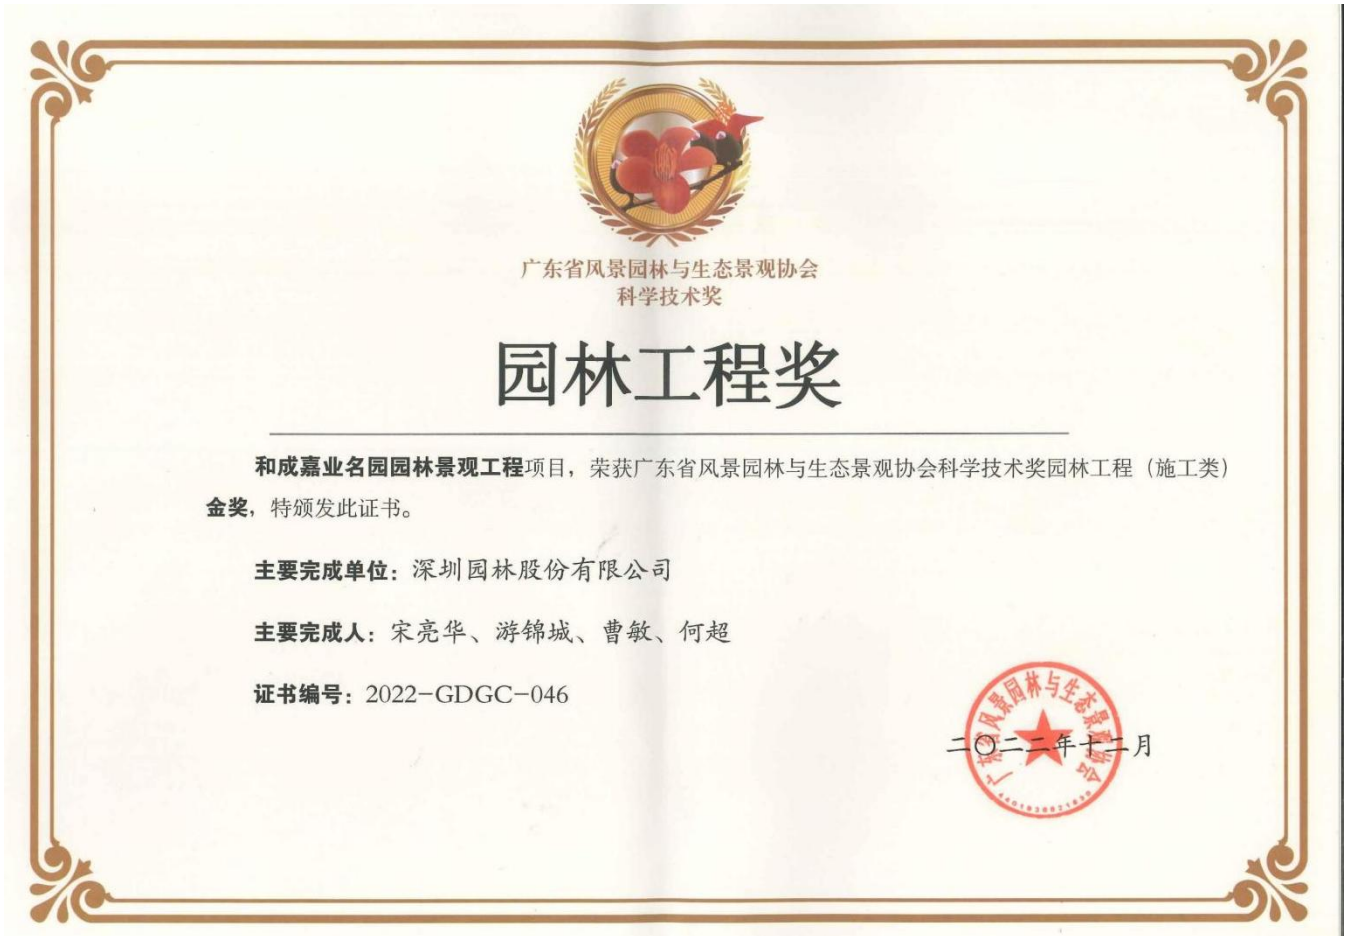 广东省风景园林与生态景观协会
科学技术奖
园林工程奖
和成嘉业名园园林景观工程项目，荣获广东省风景园林与生态景观协会科学技术奖园林工程（施工类）
金奖，特颁发此证书。
主要完成单位：深圳园林股份有限公司
主要完成人：宋亮华、游锦城、曹敏、何超
证书编号：2022-GDGC-046
广东省风景园林与生态景观协会
二〇二二年十二月